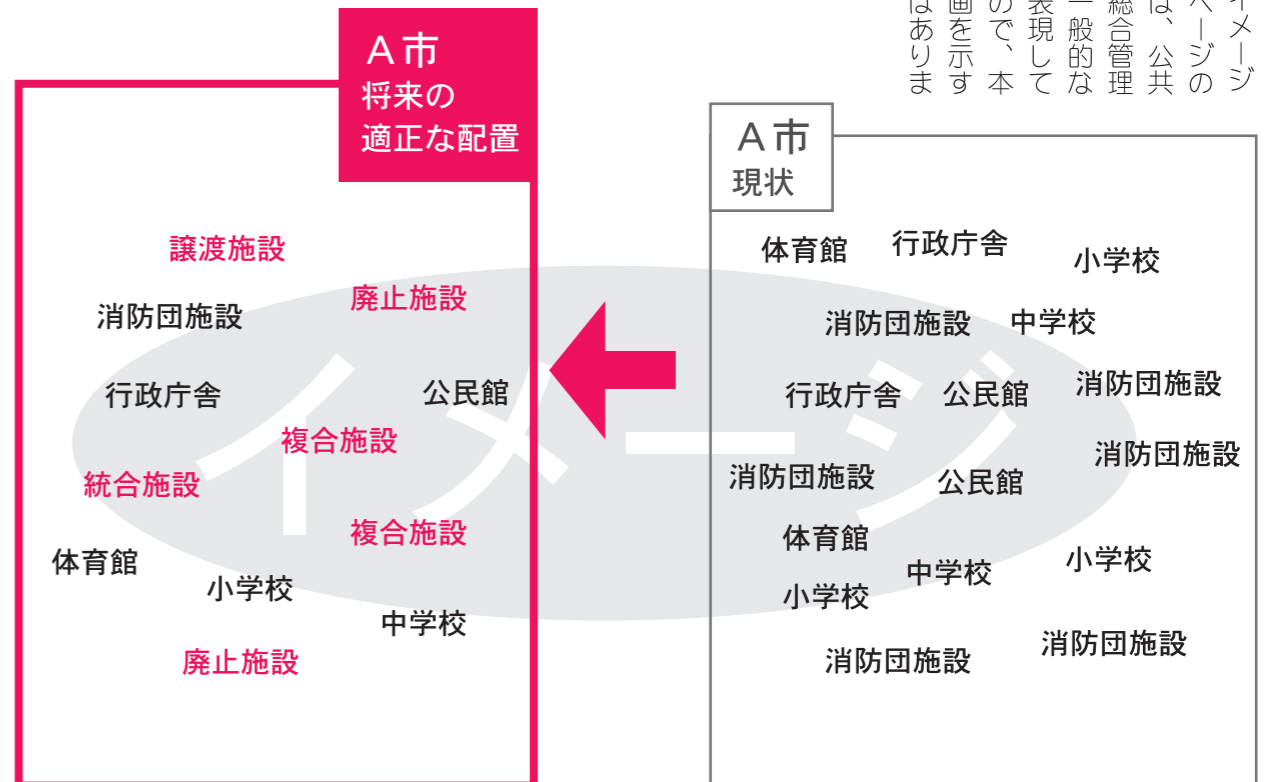 イメージ
ページの
は、公共
総合管理
一般的な
表現して
ので、本
画を示す
はありま
A市
現状
体育館
行政庁舎
小学校
消防団施設
中学校
行政庁舎
公民館
消防団施設
消防団施設
消防団施設
公民館
体育館
中学校
小学校
小学校
消防団施設
消防団施設
A市
将来の
適正な配置
譲渡施設
廃止施設
消防団施設
行政庁舎
公民館
複合施設
統合施設
複合施設
体育館
小学校
中学校
廃止施設
イメージ